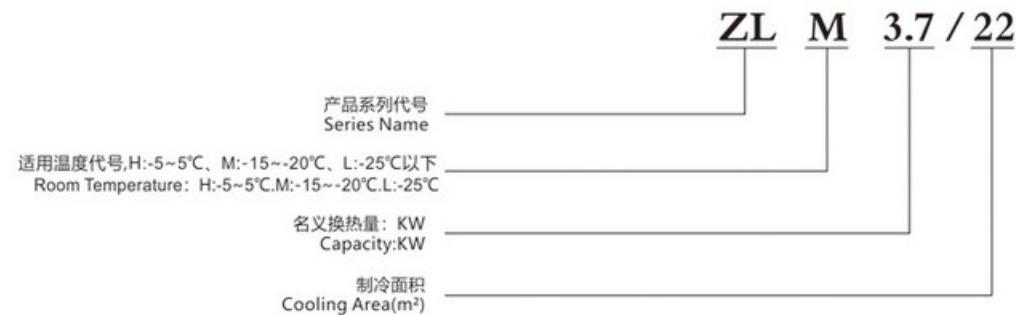 ZL M 3.7 / 22
产品系列代号
Series Name
适用温度代号,H:-5~5℃、M:-15~-20℃、L:-25℃以下
Room Temperature: H:-5~5℃.M:-15~-20℃.L:-25℃
名义换热量: KW
Capacity:KW
制冷面积
Cooling Area(m²)